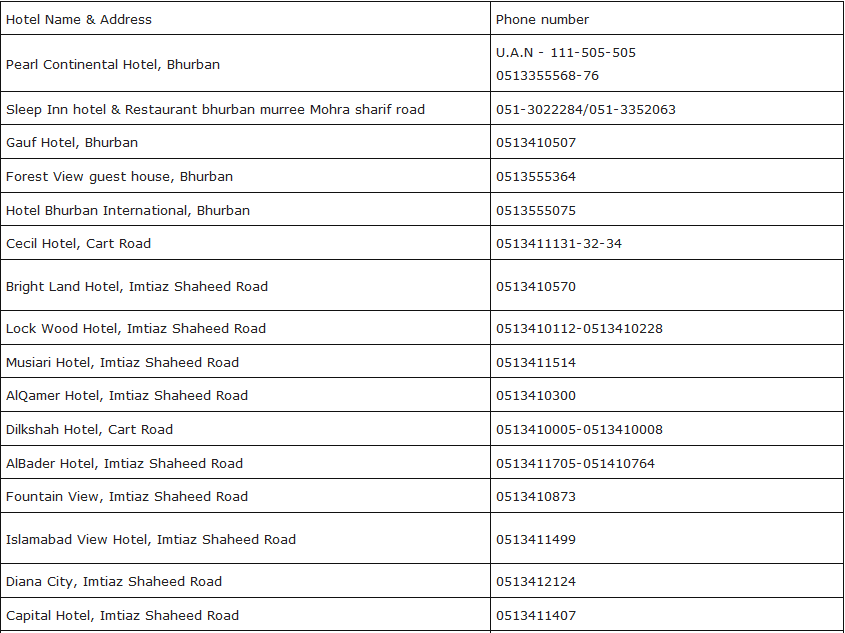 Hotel Name & Address Phone number
Pearl Continental Hotel, Bhurban U.A.N - 111-505-505
0513355568-76
Sleep Inn hotel & Restaurant bhurban murree Mohra sharif road 051-3022284/051-3352063
Gauf Hotel, Bhurban 0513410507
Forest View guest house, Bhurban 0513555364
Hotel Bhurban International, Bhurban 0513555075
Cecil Hotel, Cart Road 0513411131-32-34
Bright Land Hotel, Imtiaz Shaheed Road 0513410570
Lock Wood Hotel, Imtiaz Shaheed Road 0513410112-0513410228
Musiari Hotel, Imtiaz Shaheed Road 0513411514
AlQamer Hotel, Imtiaz Shaheed Road 0513410300
Dilkshah Hotel, Cart Road 0513410005-0513410008
AlBader Hotel, Imtiaz Shaheed Road 0513411705-051410764
Fountain View, Imtiaz Shaheed Road 0513410873
Islamabad View Hotel, Imtiaz Shaheed Road 0513411499
Diana City, Imtiaz Shaheed Road 0513412124
Capital Hotel, Imtiaz Shaheed Road 0513411407